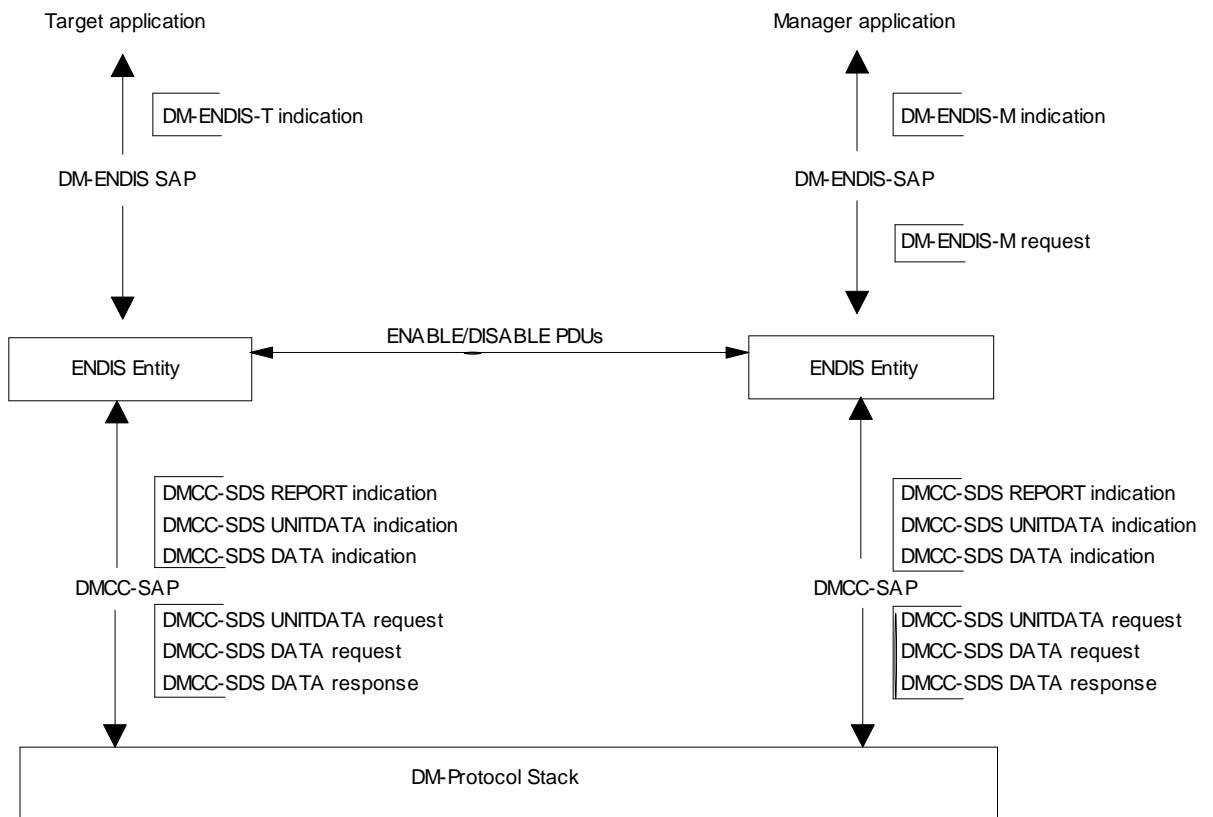 Target application
Manager application
DM-ENDIS-T indication
DM-ENDIS-M indication
DM-ENDIS SAP
DM-ENDIS-SAP
DM-ENDIS-M request
ENABLE/DISABLE PDUs
ENDIS Entity
ENDIS Entity
DMCC-SDS REPORT indication
DMCC-SDS UNITDATA indication
DMCC-SDS DATA indication
DMCC-SAP
DMCC-SDS UNITDATA request
DMCC-SDS DATA request
DMCC-SDS DATA response
DMCC-SDS REPORT indication
DMCC-SDS UNITDATA indication
DMCC-SDS DATA indication
DMCC-SAP
DMCC-SDS UNITDATA request
DMCC-SDS DATA request
DMCC-SDS DATA response
DM-Protocol Stack